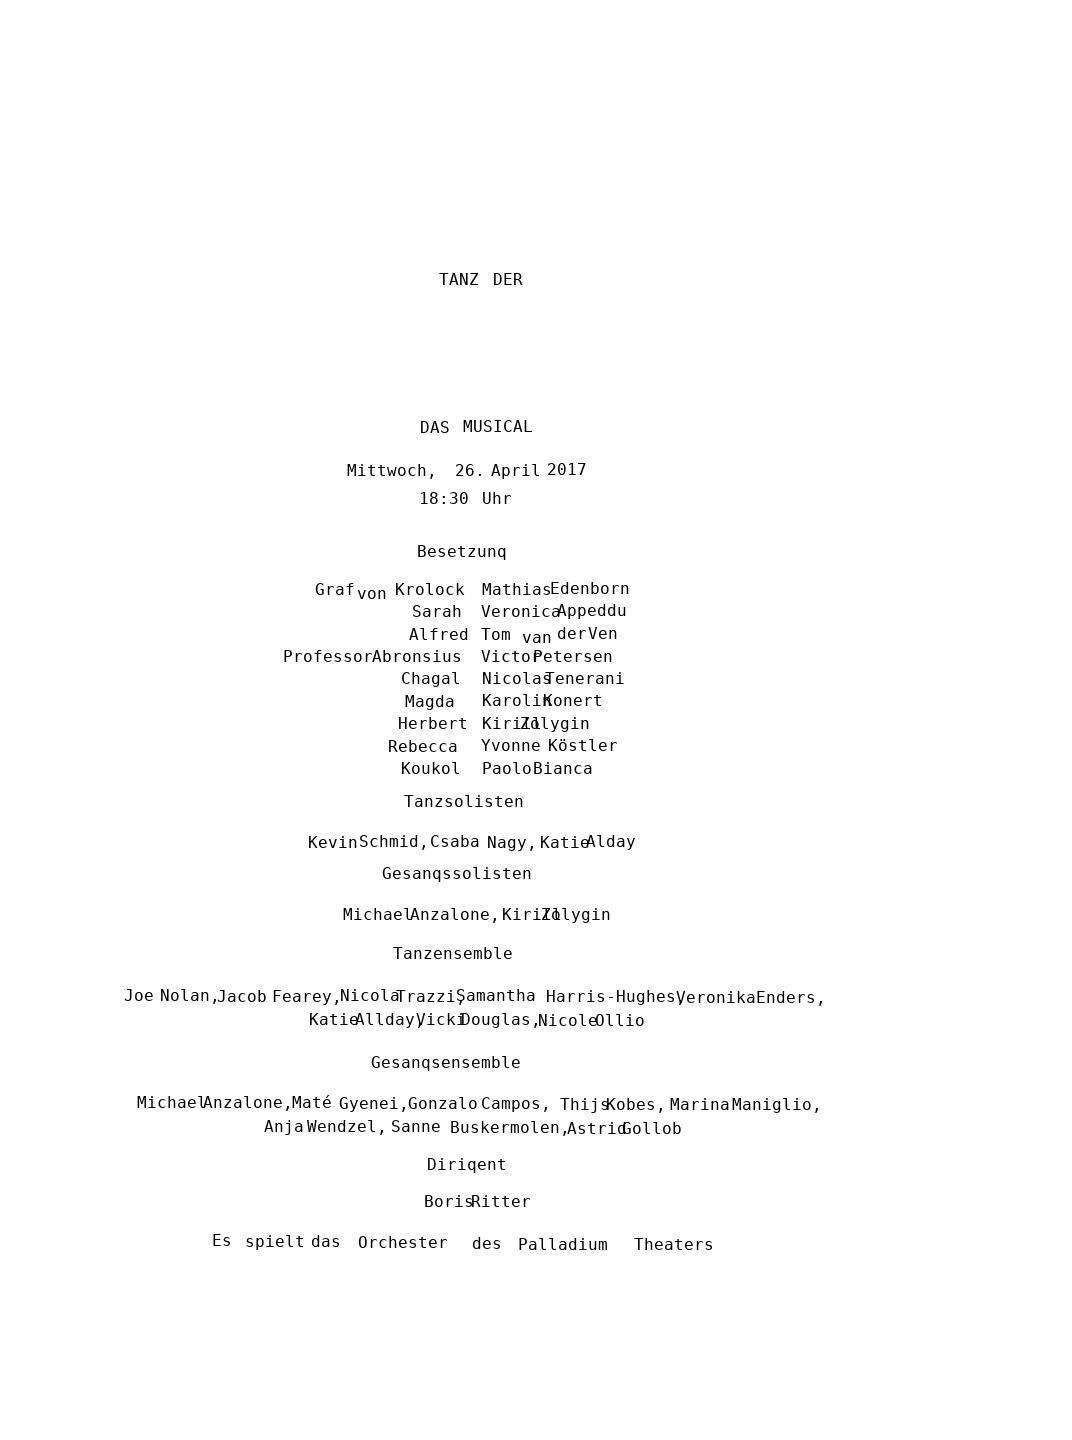 TANZ DER
DAS MUSICAL
Mittwoch, 26. April 2017
18:30 Uhr
Besetzunq
Graf von Krolock Mathias Edenborn
Sarah Veronica Appeddu
Alfred Tom van der Ven
Professor Abronsius Victor Petersen
Chagal Nicolas Tenerani
Magda Karolin Konert
Herbert Kirill Zolygin
Rebecca Yvonne Köstler
Koukol Paolo Bianca
Tanzsolisten
Kevin Schmid, Csaba Nagy, Katie Alday
Gesanqssolisten
Michael Anzalone, Kirill Zolygin
Tanzensemble
Joe Nolan, Jacob Fearey, Nicola Trazzi, Samantha Harris-Hughes, Veronika Enders,
Katie Allday, Vicki Douglas, Nicole Ollio
Gesanqsensemble
Michael Anzalone, Maté Gyenei, Gonzalo Campos, Thijs Kobes, Marina Maniglio,
Anja Wendzel, Sanne Buskermolen, Astrid Gollob
Diriqent
Boris Ritter
Es spielt das Orchester des Palladium Theaters